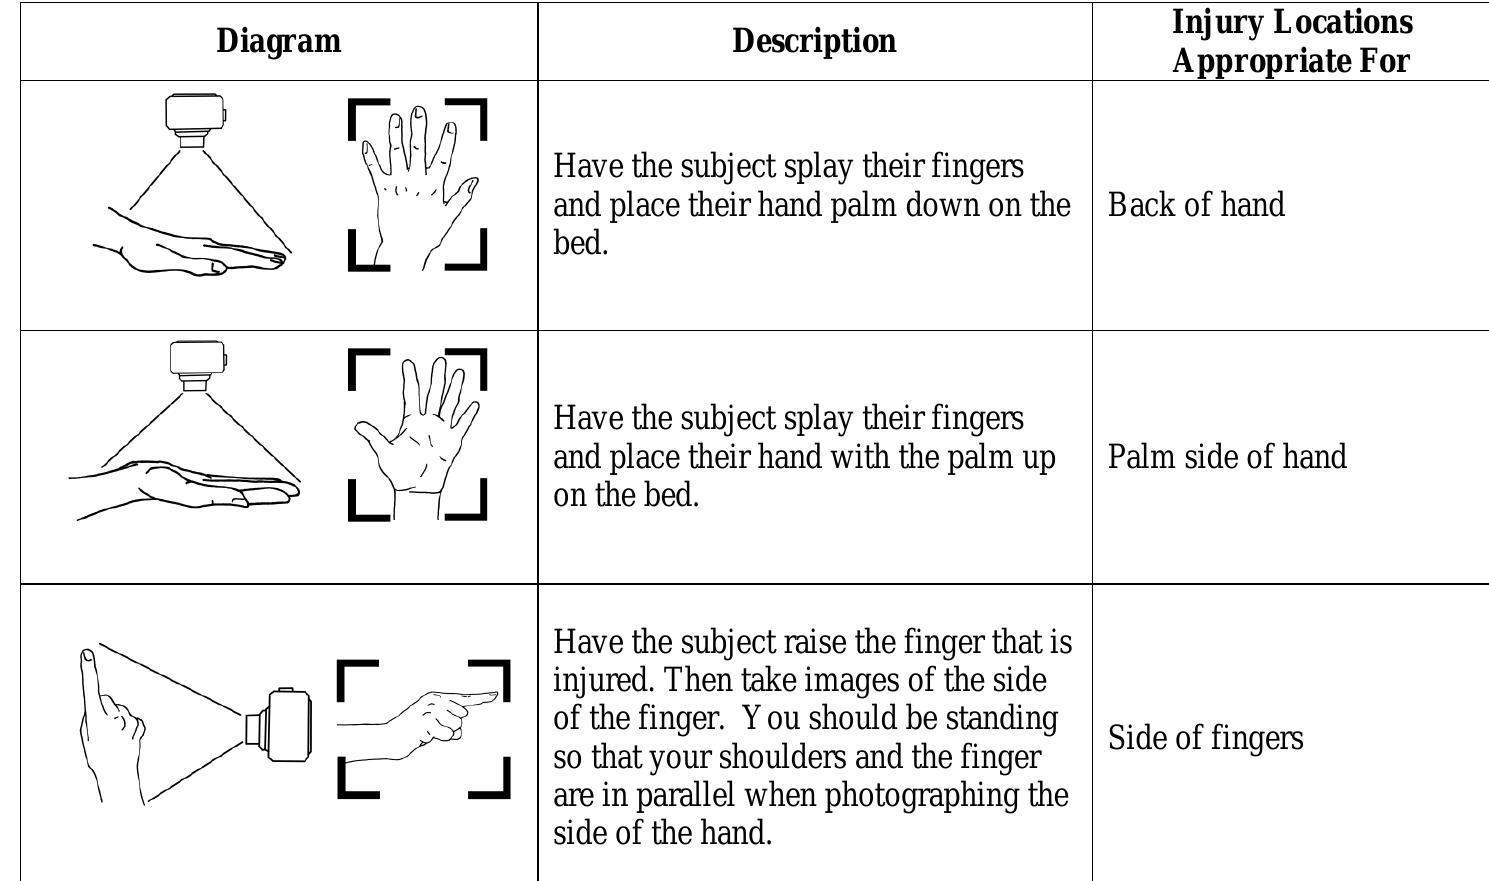 Diagram
Description
Injury Locations
Appropriate For
Have the subject splay their fingers
and place their hand palm down on the
bed.
Back of hand
Have the subject splay their fingers
and place their hand with the palm up
on the bed.
Palm side of hand
Have the subject raise the finger that is
injured. Then take images of the side
of the finger.  You should be standing
so that your shoulders and the finger
are in parallel when photographing the
side of the hand.
Side of fingers